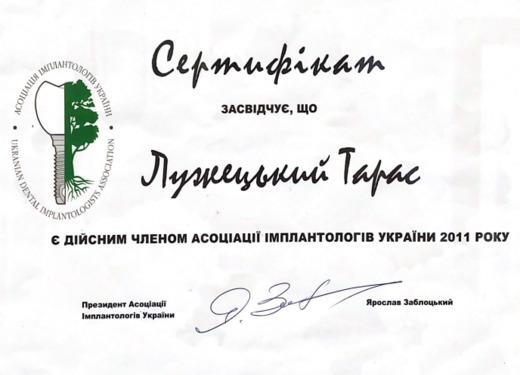 Сертифікат
ЗАСВІДЧУЄ, ЩО
Лужецький Тарас
Є ДІЙСНИМ ЧЛЕНОМ АСОЦІАЦІЇ ІМПЛАНТОЛОГІВ УКРАЇНИ 2011 РОКУ
АСОЦІАЦІЯ ІМПЛАНТОЛОГІВ УКРАЇНИ
UKRANIAN DENTAL IMPLANTOLOGISTS ASSOCIATION
Президент Асоціації
Імплантологів України
Ярослав Заблоцький